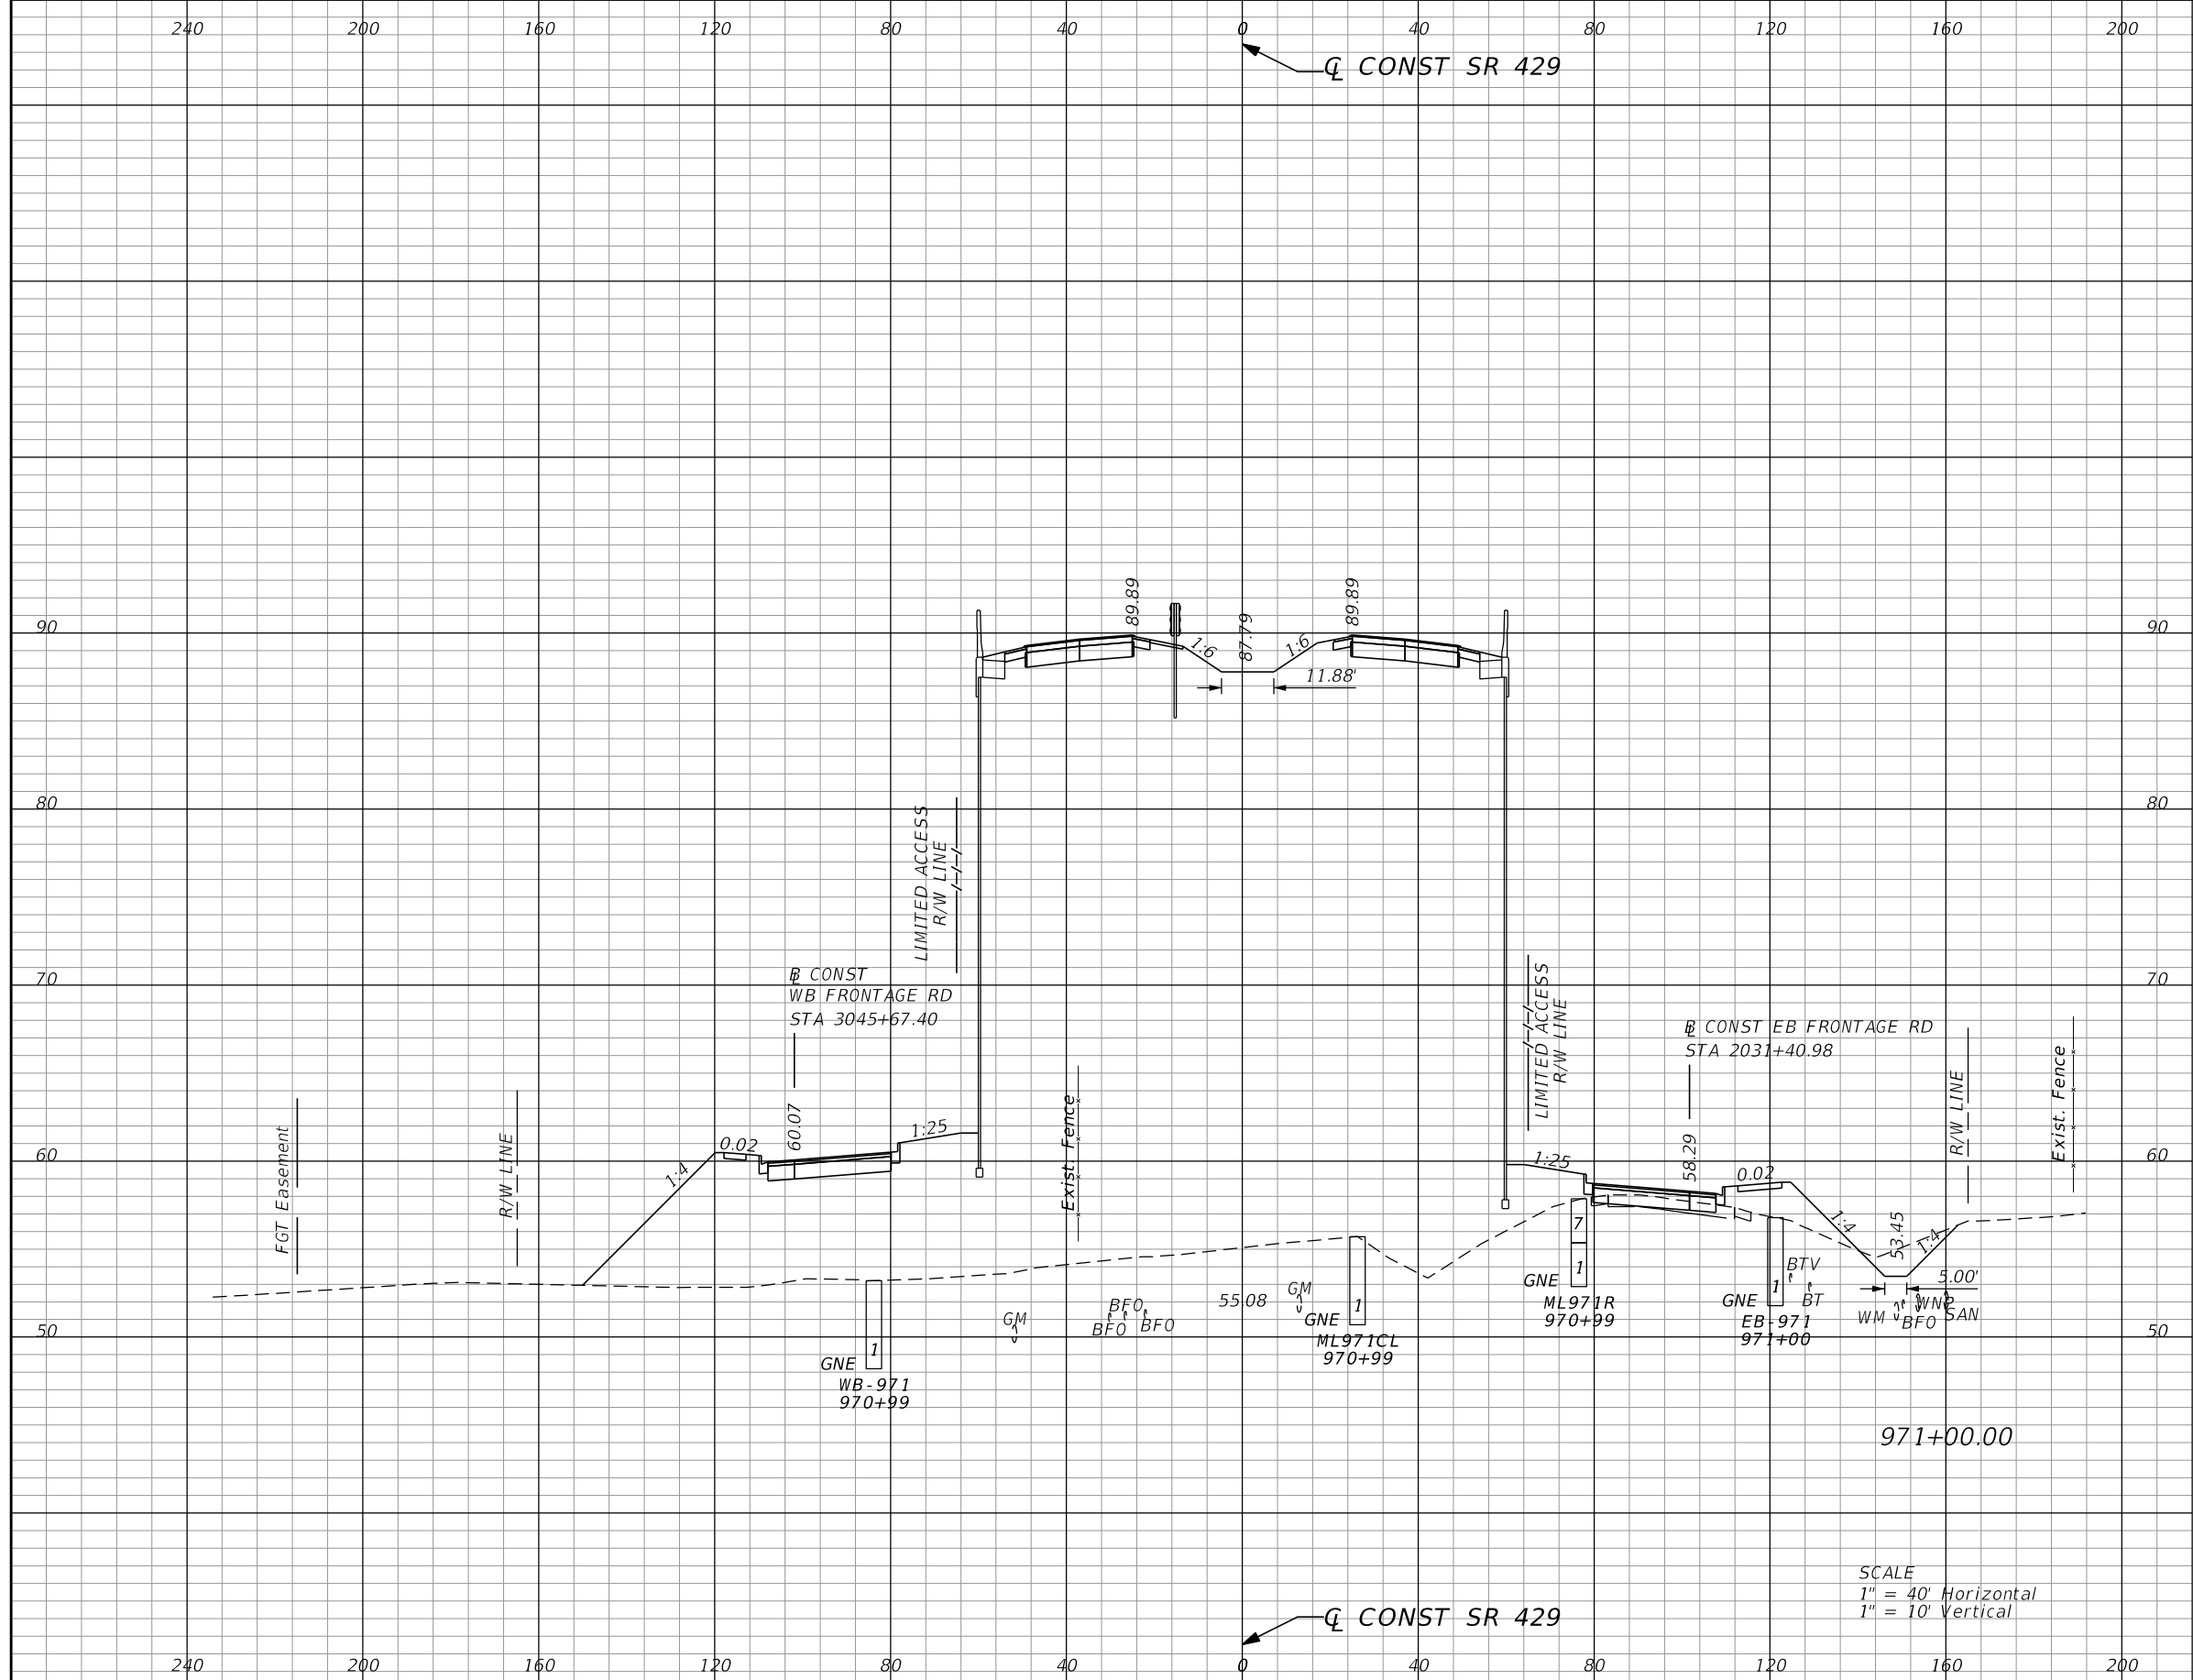 240 200 160 120 80 40 0 40 80 120 160 200
℄ CONST SR 429
89.89
87.79
89.89
90
90
1:6
1:6
11.88'
80
80
LIMITED ACCESS
R/W LINE
70
70
℄ CONST
WB FRONTAGE RD
STA 3045+67.40
LIMITED ACCESS
R/W LINE
B CONST EB FRONTAGE RD
STA 2031+40.98
FGT Easement
R/W LINE
1:4
0.02
60.07
1:25
Exist. Fence
1:25
58.29
0.02
1:4
53.45
1:4
R/W LINE
Exist. Fence
60
60
5.00'
GM
BFO
BFO
BFO
55.08
GM
GNE
1
ML971CL
970+99
7
1
GNE
ML971R
970+99
GNE
1
EB-971
971+00
BTV
BT
WM
BFO
WNP
SAN
50
50
GNE
1
WB-971
970+99
971+00.00
SCALE
1" = 40' Horizontal
1" = 10' Vertical
℄ CONST SR 429
240 200 160 120 80 40 0 40 80 120 160 200